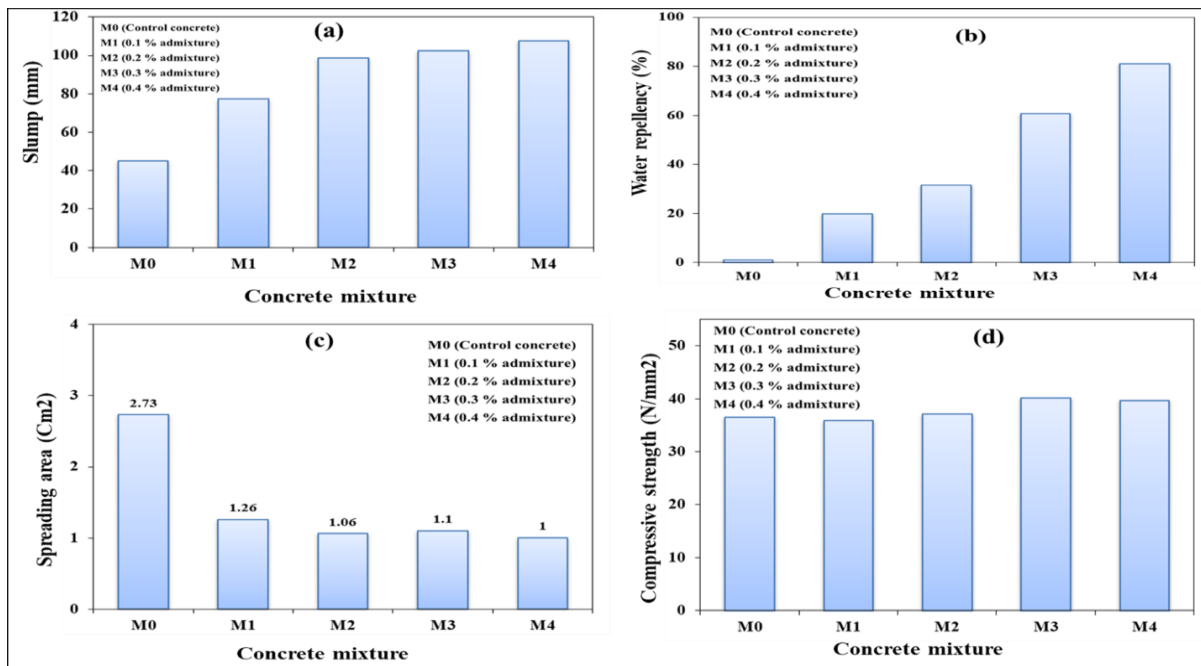 (a)
M0 (Control concrete)
M1 (0.1 % admixture)
M2 (0.2 % admixture)
M3 (0.3 % admixture)
M4 (0.4 % admixture)
Slump (mm)
120
100
80
60
40
20
0
M0 M1 M2 M3 M4
Concrete mixture
(b)
M0 (Control concrete)
M1 (0.1 % admixture)
M2 (0.2 % admixture)
M3 (0.3 % admixture)
M4 (0.4 % admixture)
Water repellency (%)
100
80
60
40
20
0
M0 M1 M2 M3 M4
Concrete mixture
(c)
M0 (Control concrete)
M1 (0.1 % admixture)
M2 (0.2 % admixture)
M3 (0.3 % admixture)
M4 (0.4 % admixture)
Spreading area (Cm2)
4
3
2
1
0
2.73
1.26
1.06
1.1
1
M0 M1 M2 M3 M4
Concrete mixture
(d)
M0 (Control concrete)
M1 (0.1 % admixture)
M2 (0.2 % admixture)
M3 (0.3 % admixture)
M4 (0.4 % admixture)
Compressive strength (N/mm2)
50
40
30
20
10
0
M0 M1 M2 M3 M4
Concrete mixture